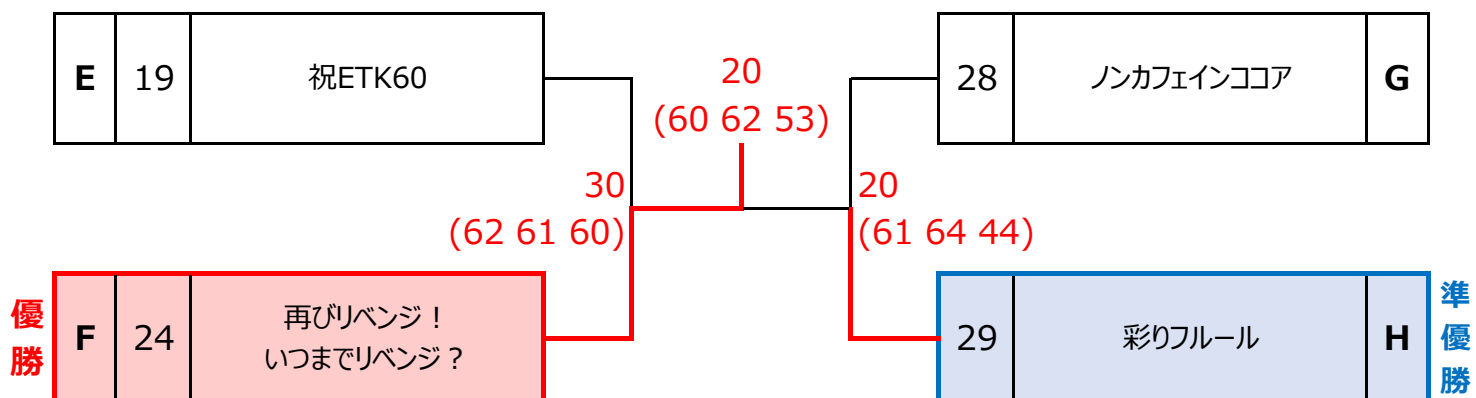 E 19 祝ETK60
20
(60 62 53)
28 ノンカフェインココア G
30
(62 61 60)
20
(61 64 44)
優勝
F 24 再びリベンジ！
いつまでリベンジ？
29 彩りフルール H
準優勝